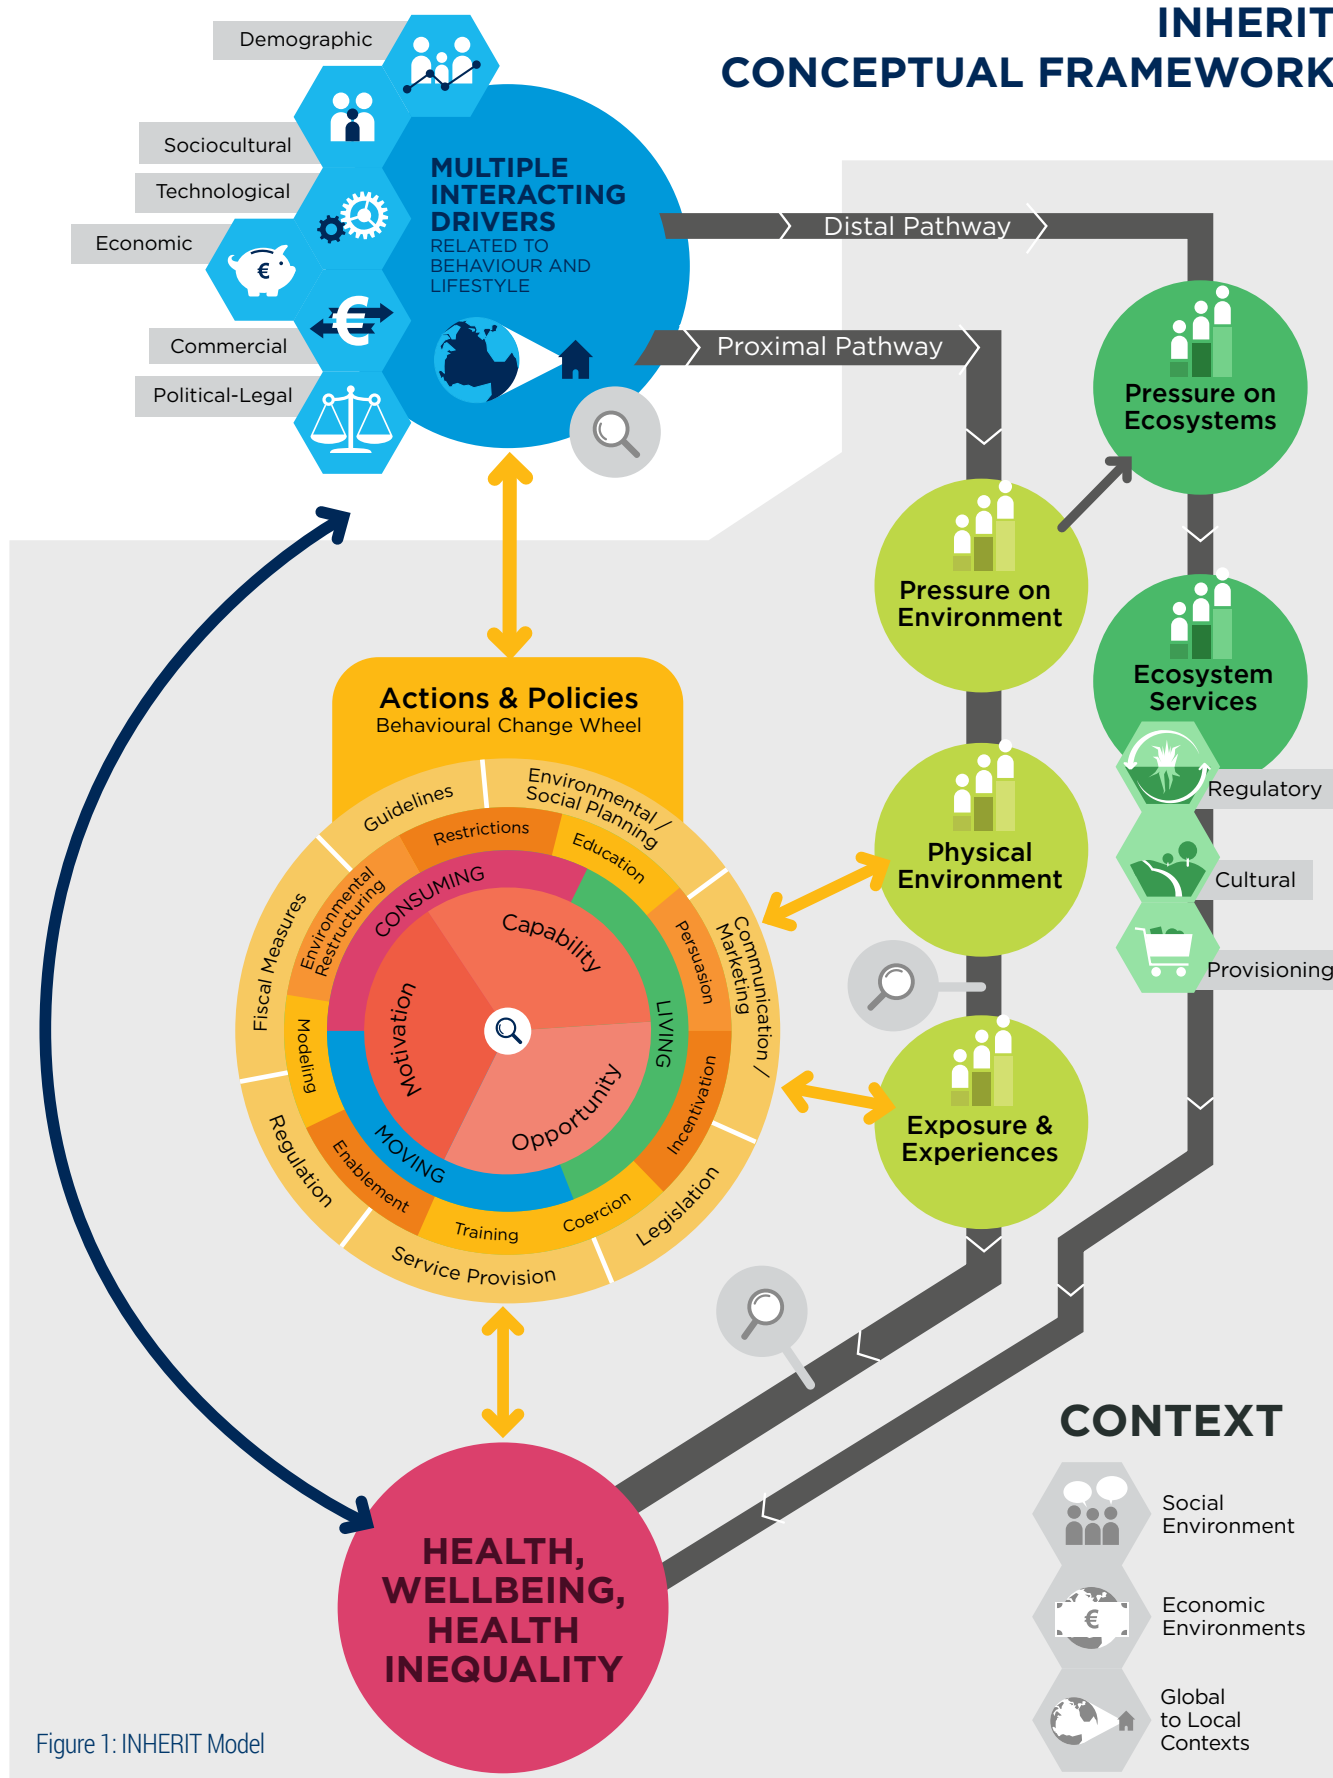 INHERIT
CONCEPTUAL FRAMEWORK
Demographic
Sociocultural
Technological
Economic
Commercial
Political-Legal
€
€
MULTIPLE
INTERACTING
DRIVERS
RELATED TO
BEHAVIOUR AND
LIFESTYLE
Distal Pathway
Proximal Pathway
Pressure on
Ecosystems
Pressure on
Environment
Ecosystem
Services
Regulatory
Cultural
Provisioning
Physical
Environment
Exposure &
Experiences
Actions & Policies
Behavioural Change Wheel
Guidelines
Environmental /
Social Planning
Communication /
Marketing
Legislation
Service Provision
Regulation
Fiscal Measures
Restrictions
Education
Persuasion
Incentivation
Coercion
Training
Enablement
Modeling
Environmental
Restructuring
CONSUMING
LIVING
MOVING
Capability
Opportunity
Motivation
HEALTH,
WELLBEING,
HEALTH
INEQUALITY
CONTEXT
Social
Environment
€
Economic
Environments
Global
to Local
Contexts
Figure 1: INHERIT Model